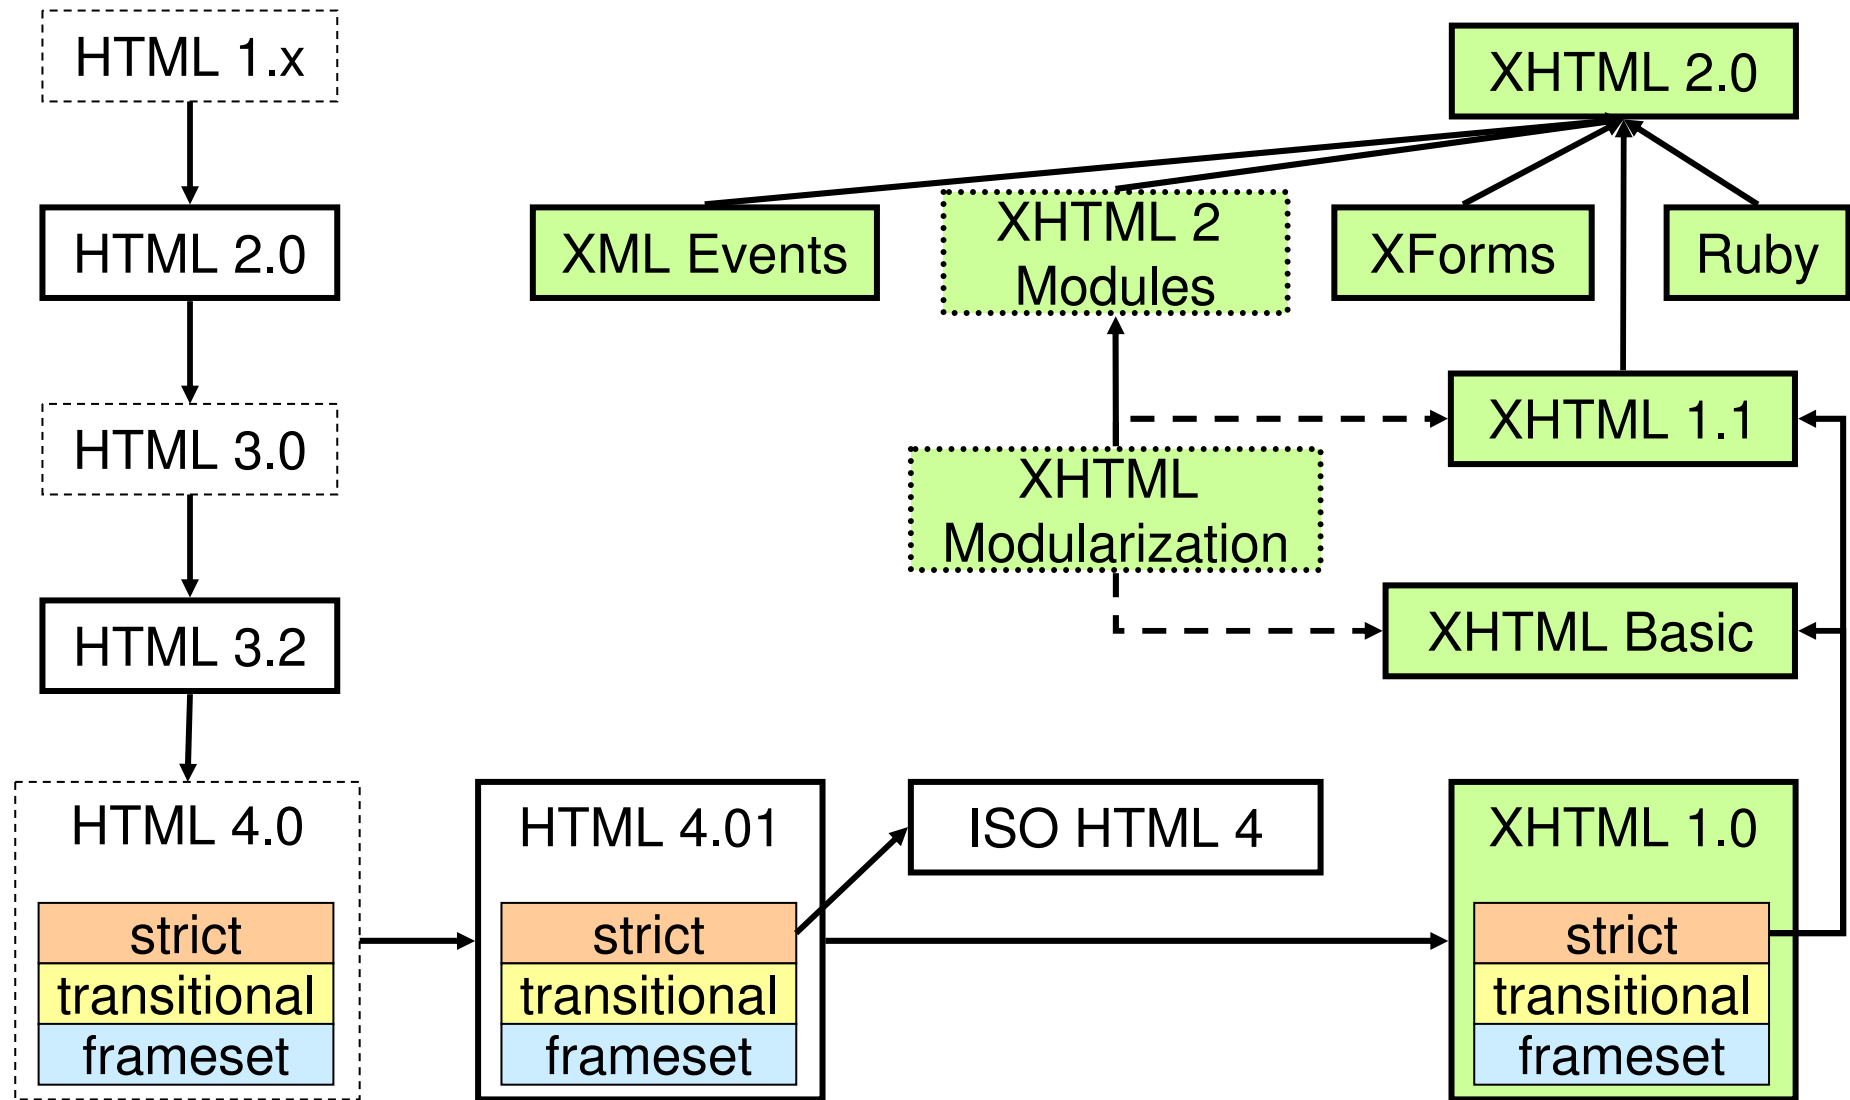 HTML 1.x
XHTML 2.0
HTML 2.0
XML Events
XHTML 2
Modules
XForms
Ruby
HTML 3.0
XHTML 1.1
XHTML
Modularization
HTML 3.2
XHTML Basic
HTML 4.0
strict
transitional
frameset
HTML 4.01
strict
transitional
frameset
ISO HTML 4
XHTML 1.0
strict
transitional
frameset